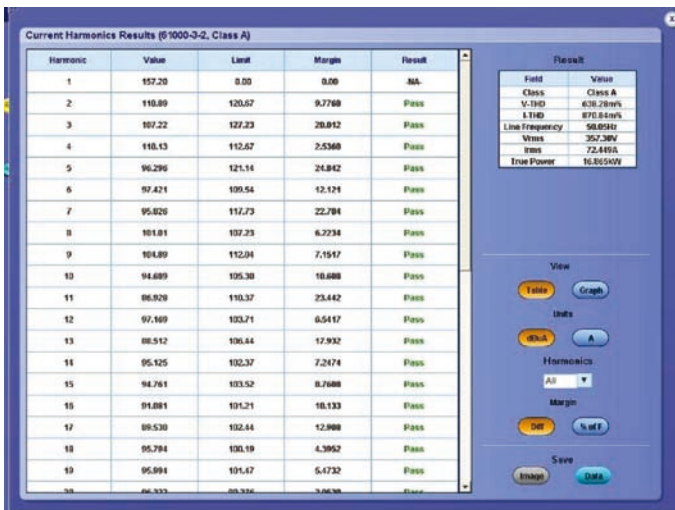 Current Harmonics Results (61000-3-2, Class A)
Harmonic Value Limit Margin Result
1 157.20 0.00 0.00 -NA-
2 110.89 120.67 9.7760 Pass
3 107.22 127.23 20.012 Pass
4 110.13 112.67 2.5360 Pass
5 96.296 121.14 24.842 Pass
6 97.421 109.54 12.121 Pass
7 95.026 117.73 22.704 Pass
8 101.01 107.23 6.2234 Pass
9 104.89 112.04 7.1517 Pass
10 94.689 105.30 10.608 Pass
11 86.928 110.37 23.442 Pass
12 97.169 103.71 6.5417 Pass
13 88.512 106.44 17.932 Pass
14 95.125 102.37 7.2474 Pass
15 94.761 103.52 8.7608 Pass
16 91.081 101.21 10.133 Pass
17 89.530 102.44 12.908 Pass
18 95.794 100.19 4.3952 Pass
19 95.994 101.47 5.4732 Pass
Result
Field Value
Class Class A
V-THD 638.28m%
I-THD 870.84m%
Line Frequency 50.05Hz
Vrms 357.30V
Irms 72.449A
True Power 16.865kW
View
Table Graph
Units
dBuA A
Harmonics
All
Margin
Diff % of F
Save
Image Data